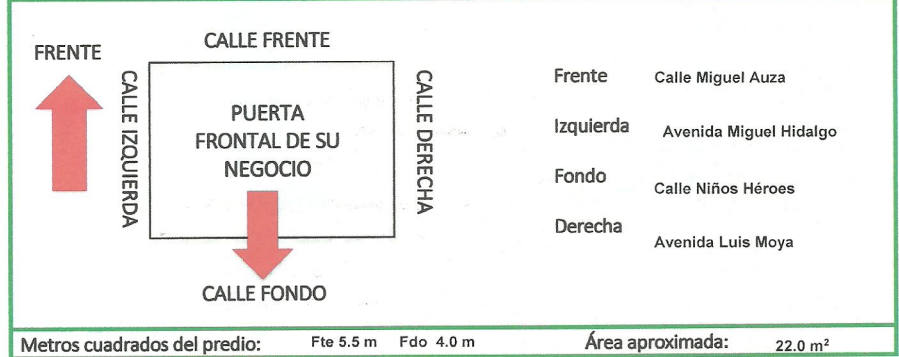 CALLE FRENTE
FRENTE
CALLE IZQUIERDA
PUERTA
FRONTAL DE SU
NEGOCIO
CALLE DERECHA
CALLE FONDO
Frente Calle Miguel Auza
Izquierda Avenida Miguel Hidalgo
Fondo Calle Niños Héroes
Derecha Avenida Luis Moya
Metros cuadrados del predio: Fte 5.5 m Fdo 4.0 m Área aproximada: 22.0 m²